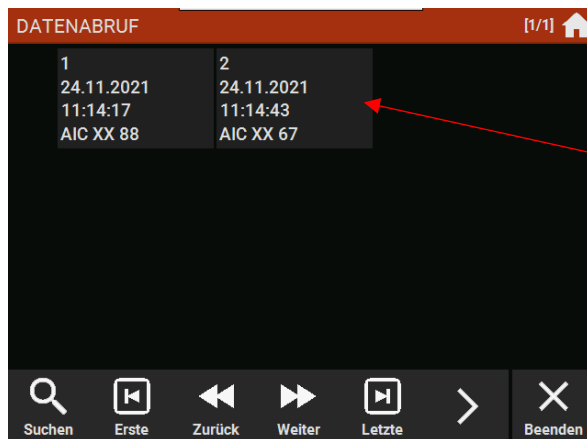 DATENABRUF [1/1]
1
24.11.2021
11:14:17
AIC XX 88
2
24.11.2021
11:14:43
AIC XX 67
Suchen
Erste
Zurück
Weiter
Letzte
Beenden